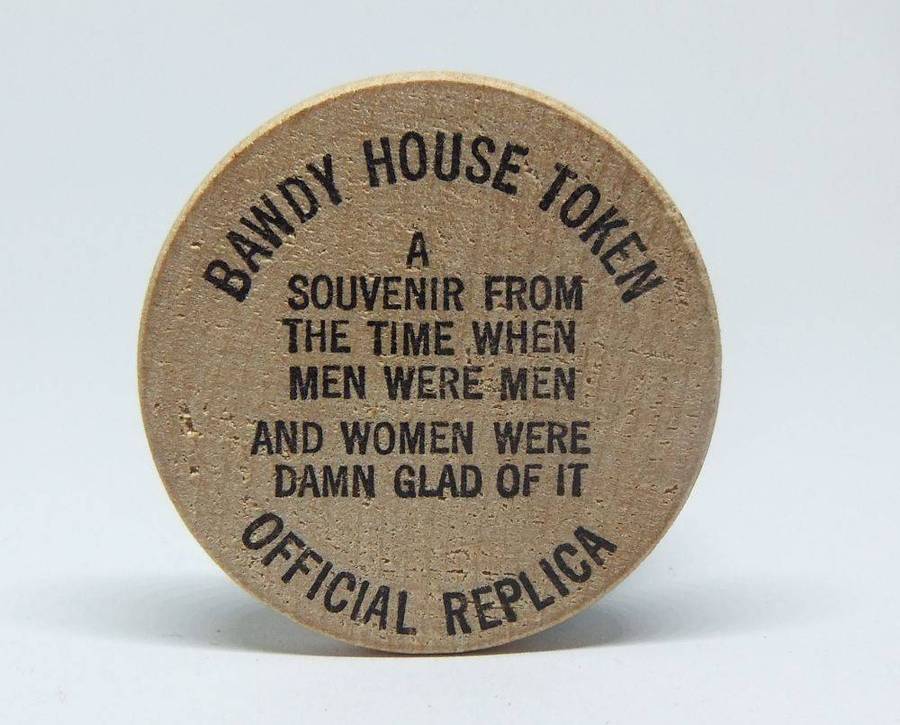 BAWDY HOUSE TOKEN
A
SOUVENIR FROM
THE TIME WHEN
MEN WERE MEN
AND WOMEN WERE
DAMN GLAD OF IT
OFFICIAL REPLICA